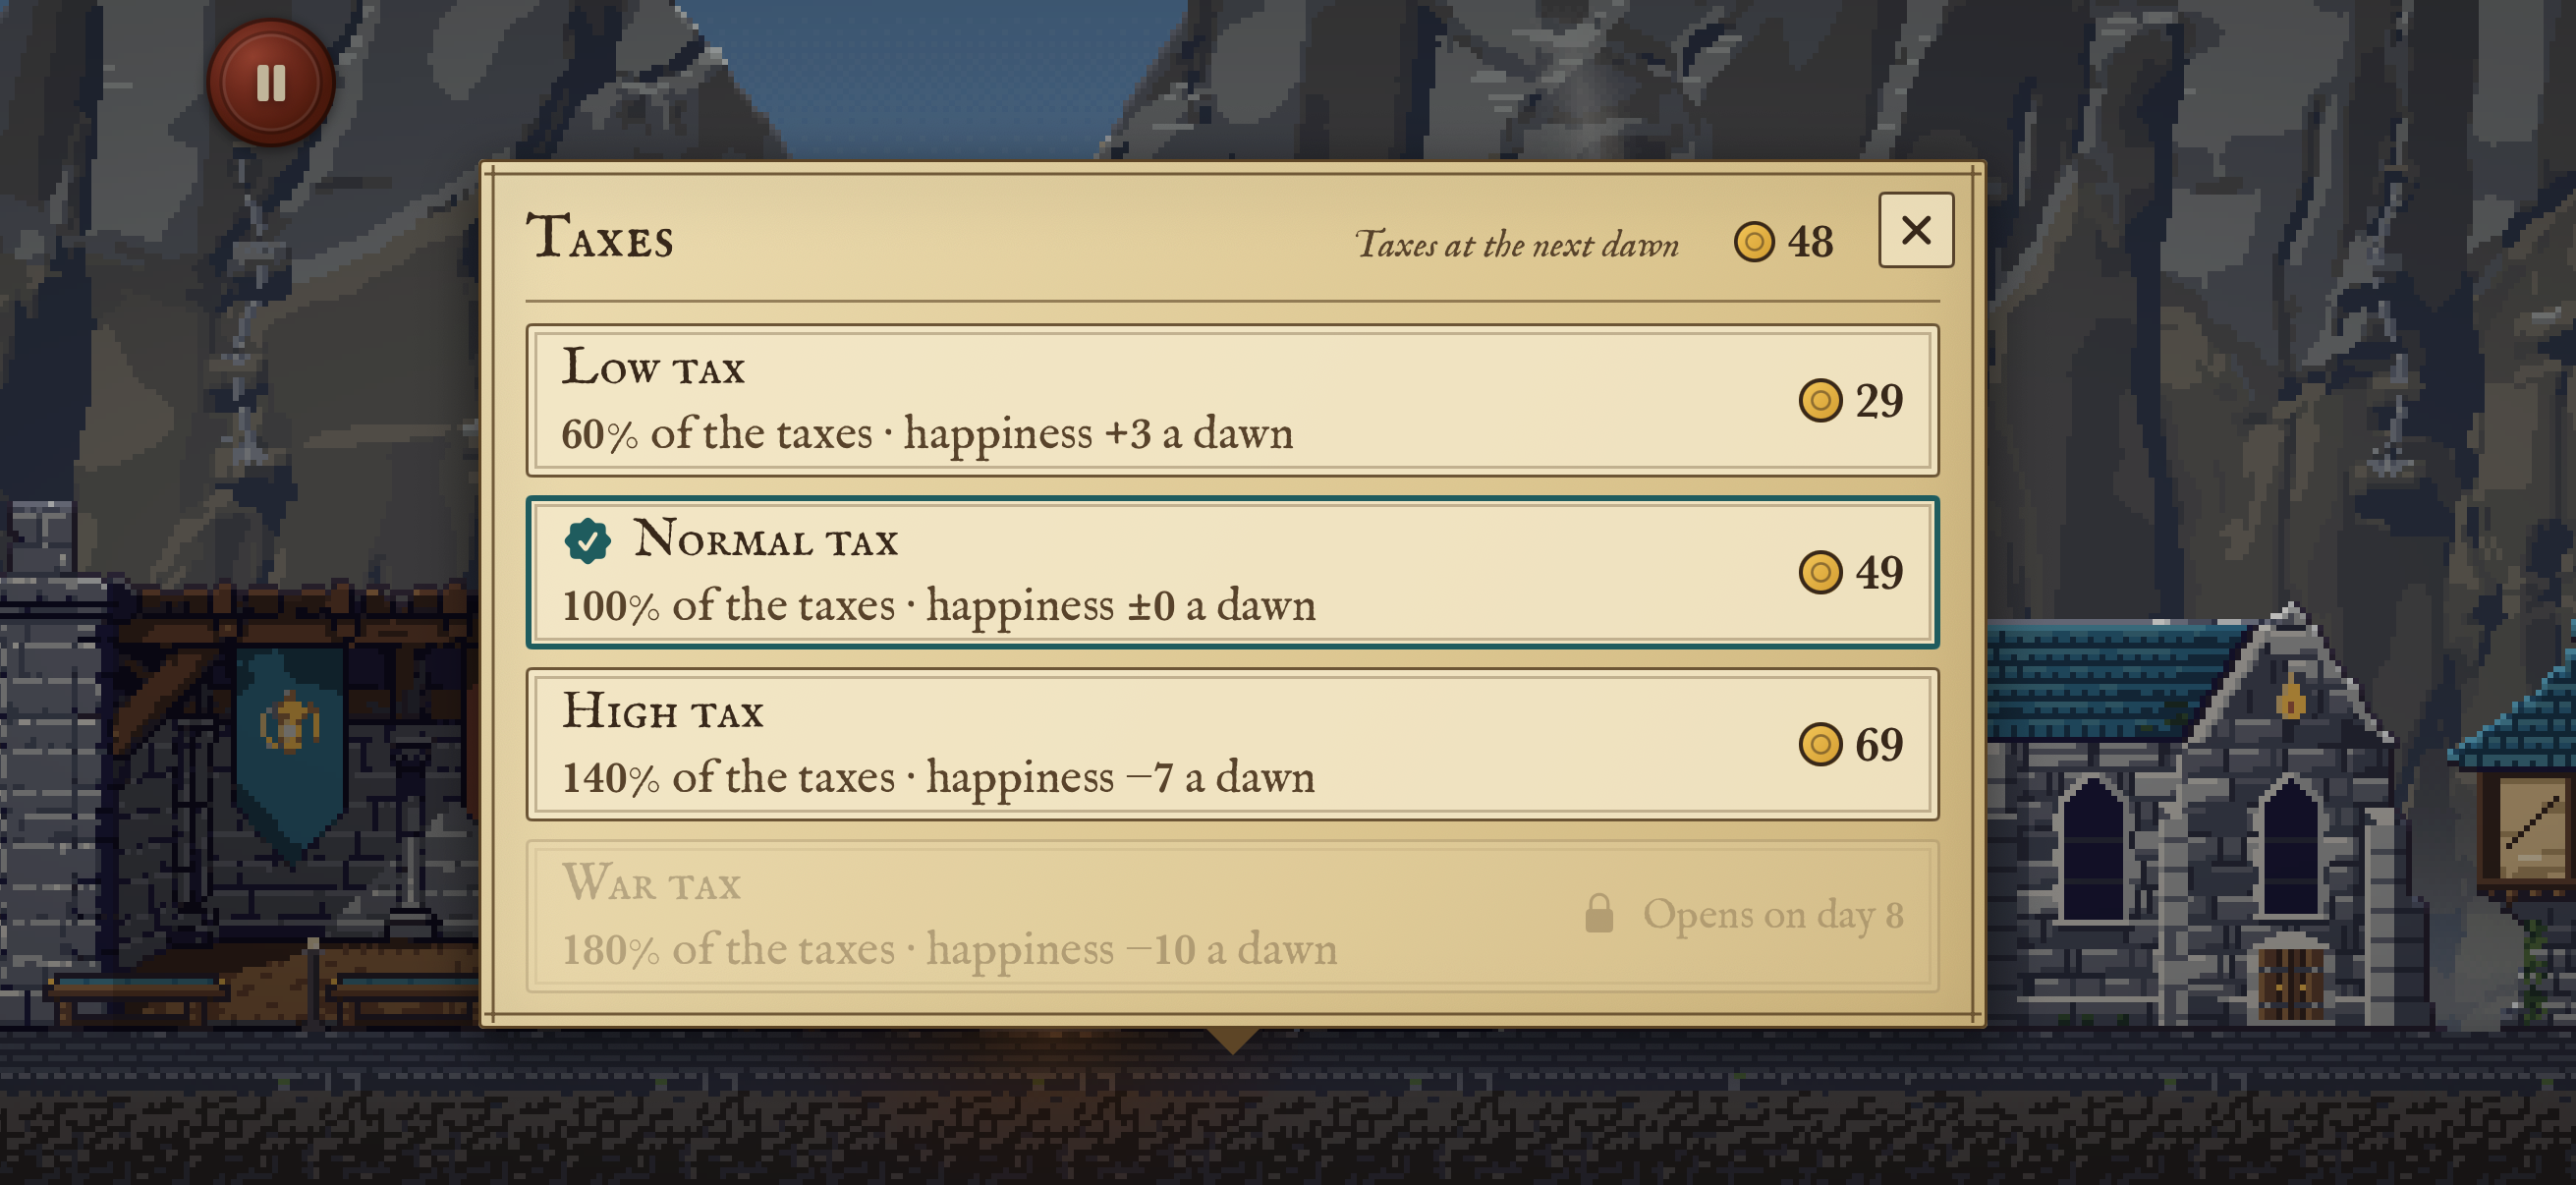 Taxes
Taxes at the next dawn 48
Low tax
60% of the taxes · happiness +3 a dawn
29
Normal tax
100% of the taxes · happiness ±0 a dawn
49
High tax
140% of the taxes · happiness −7 a dawn
69
War tax
180% of the taxes · happiness −10 a dawn
Opens on day 8